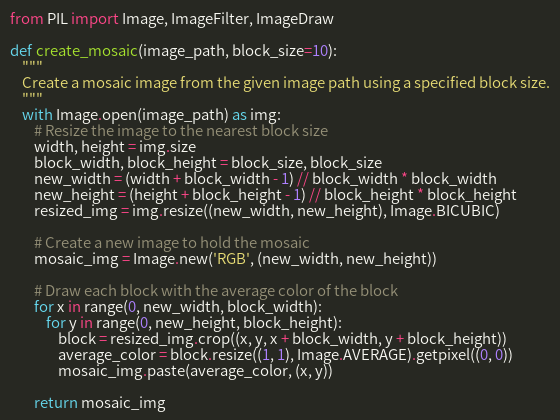 from PIL import Image, ImageFilter, ImageDraw
def create_mosaic(image_path, block_size=10):
"""
Create a mosaic image from the given image path using a specified block size.
"""
with Image.open(image_path) as img:
# Resize the image to the nearest block size
width, height = img.size
block_width, block_height = block_size, block_size
new_width = (width + block_width - 1) // block_width * block_width
new_height = (height + block_height - 1) // block_height * block_height
resized_img = img.resize((new_width, new_height), Image.BICUBIC)
# Create a new image to hold the mosaic
mosaic_img = Image.new('RGB', (new_width, new_height))
# Draw each block with the average color of the block
for x in range(0, new_width, block_width):
for y in range(0, new_height, block_height):
block = resized_img.crop((x, y, x + block_width, y + block_height))
average_color = block.resize((1, 1), Image.AVERAGE).getpixel((0, 0))
mosaic_img.paste(average_color, (x, y))
return mosaic_img